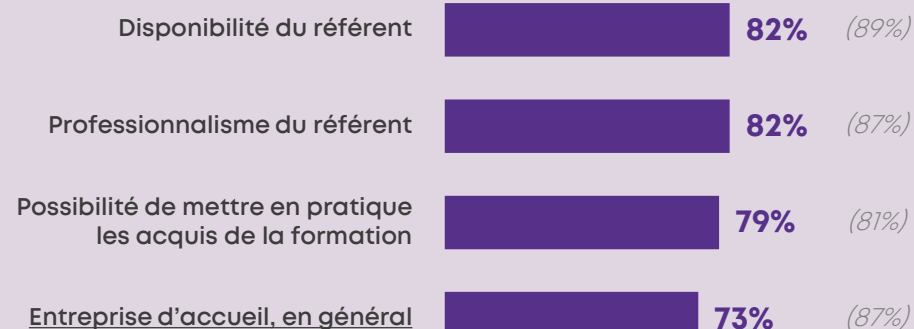 Disponibilité du référent 82% (89%)
Professionnalisme du référent 82% (87%)
Possibilité de mettre en pratique
les acquis de la formation 79% (81%)
Entreprise d'accueil, en général 73% (87%)